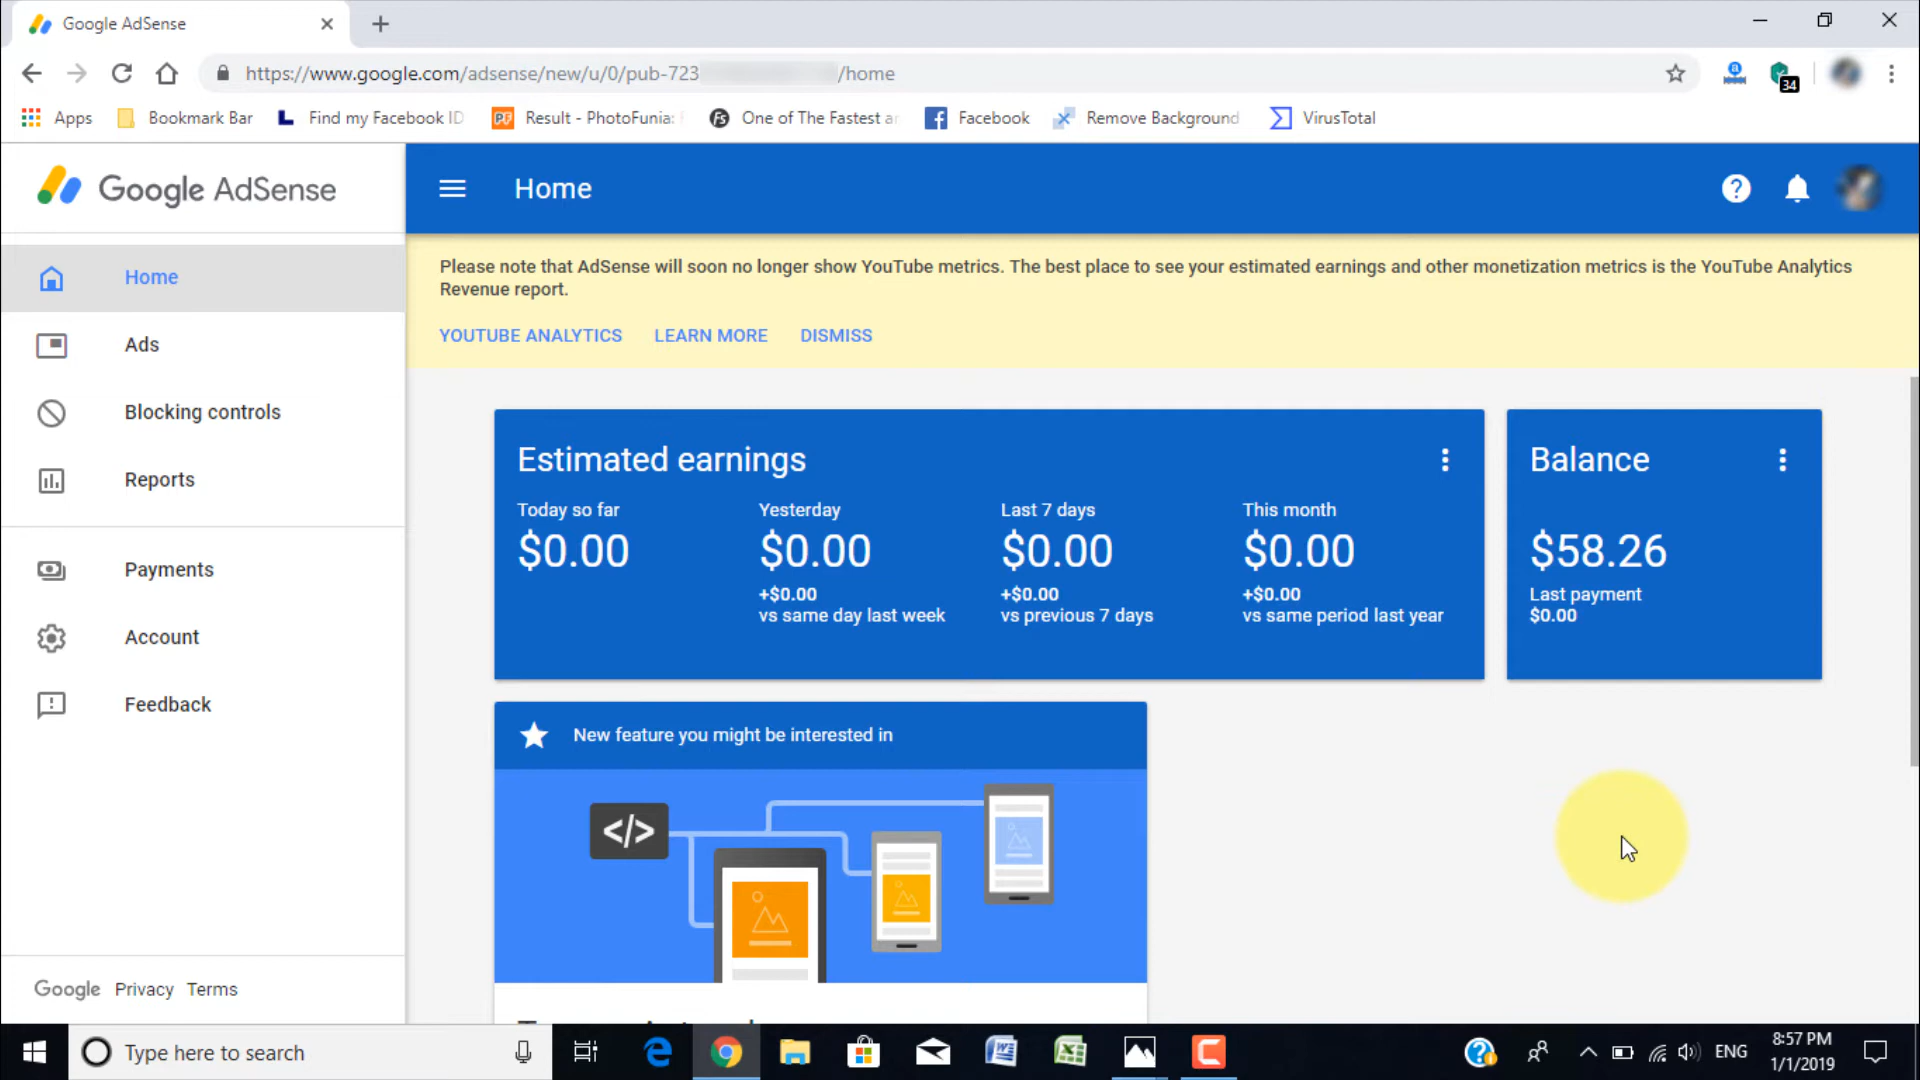 Google AdSense
https://www.google.com/adsense/new/u/0/pub-723 /home
34
Apps
Bookmark Bar
Find my Facebook ID
Result - PhotoFunia:
One of The Fastest
Facebook
Remove Background
VirusTotal
Google AdSense
Home
Home
Ads
Blocking controls
Reports
Payments
Account
Feedback
Google Privacy Terms
Please note that AdSense will soon no longer show YouTube metrics. The best place to see your estimated earnings and other monetization metrics is the YouTube Analytics
Revenue report.
YOUTUBE ANALYTICS LEARN MORE DISMISS
Estimated earnings
Today so far
$0.00
Yesterday
$0.00
+$0.00
vs same day last week
Last 7 days
$0.00
+$0.00
vs previous 7 days
This month
$0.00
+$0.00
vs same period last year
Balance
$58.26
Last payment
$0.00
New feature you might be interested in
</>
Type here to search
ENG
8:57 PM
1/1/2019